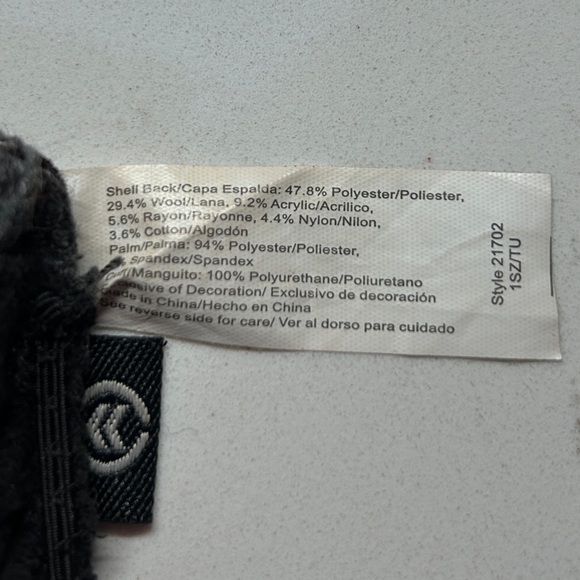 Shell Back/Capa Espalda: 47.8% Polyester/Poliester,
29.4% Wool/Lana, 9.2% Acrylic/Acrilico,
5.6% Rayon/Rayonne, 4.4% Nylon/Nilon,
3.6% Cotton/Algodón
Palm/Palma: 94% Polyester/Poliester,
Spandex/Spandex
Cuff/Manguito: 100% Polyurethane/Poliuretano
of Decoration/ Exclusivo de decoración
Made in China/Hecho en China
See reverse side for care/ Ver al dorso para cuidado
Style 21702
1SZ/TU